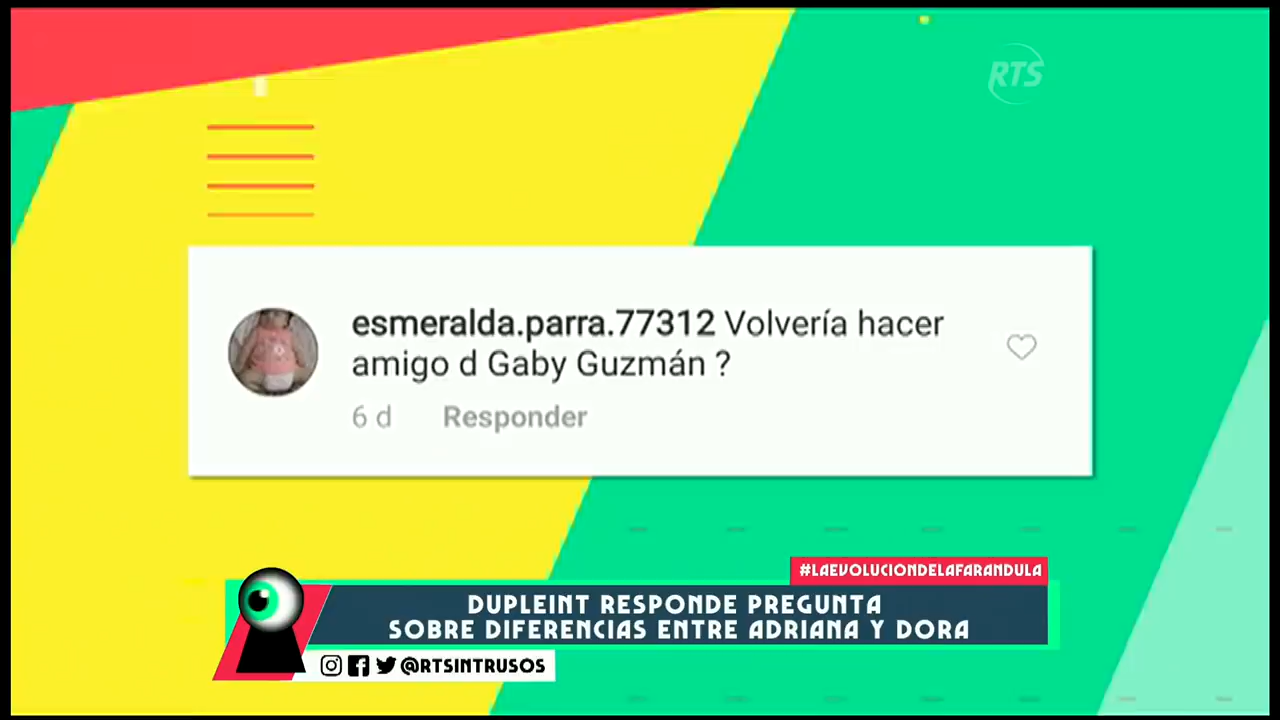 RTS
esmeralda.parra.77312 Volvería hacer
amigo d Gaby Guzmán ?
6 d Responder
#LAEVOLUCIONDELAFARANDULA
DUPLEINT RESPONDE PREGUNTA
SOBRE DIFERENCIAS ENTRE ADRIANA Y DORA
@RTSINTRUSOS